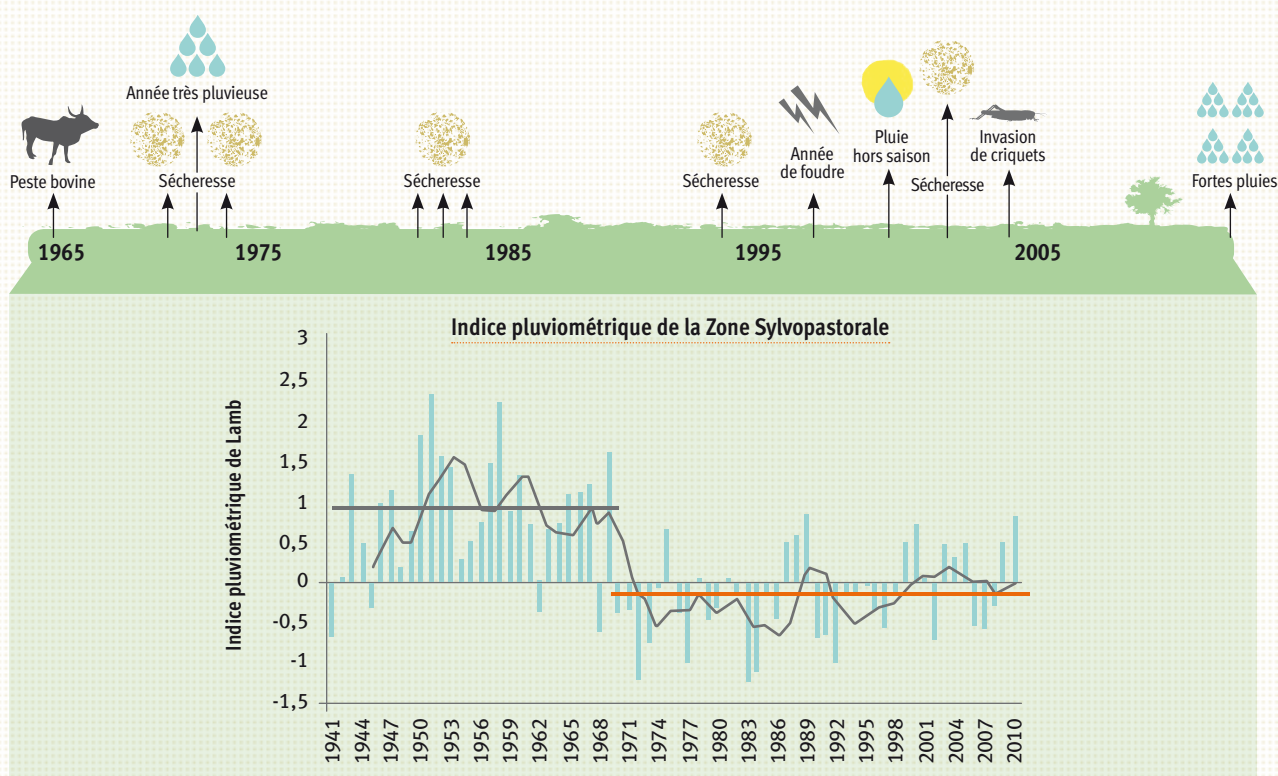 Année très pluvieuse
Peste bovine
Sécheresse
Sécheresse
Sécheresse
Année
de foudre
Pluie
hors saison
Sécheresse
Invasion
de criquets
Fortes pluies
1965
1975
1985
1995
2005
Indice pluviométrique de la Zone Sylvopastorale
Indice pluviométrique de Lamb
3
2,5
2
1,5
1
0,5
0
-0,5
-1
-1,5
1941
1944
1947
1950
1953
1956
1959
1962
1965
1968
1971
1974
1977
1980
1983
1986
1989
1992
1995
1998
2001
2004
2007
2010